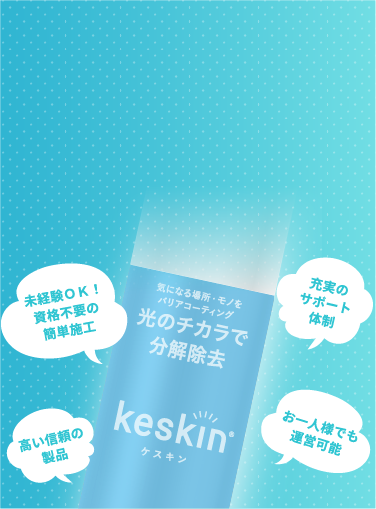 未経験OK！
資格不要の
簡単施工
気になる場所・モノを
バリアコーティング
光のチカラで
分解除去
充実の
サポート
体制
keskin®
ケスキン
高い信頼の
製品
お一人様でも
運営可能